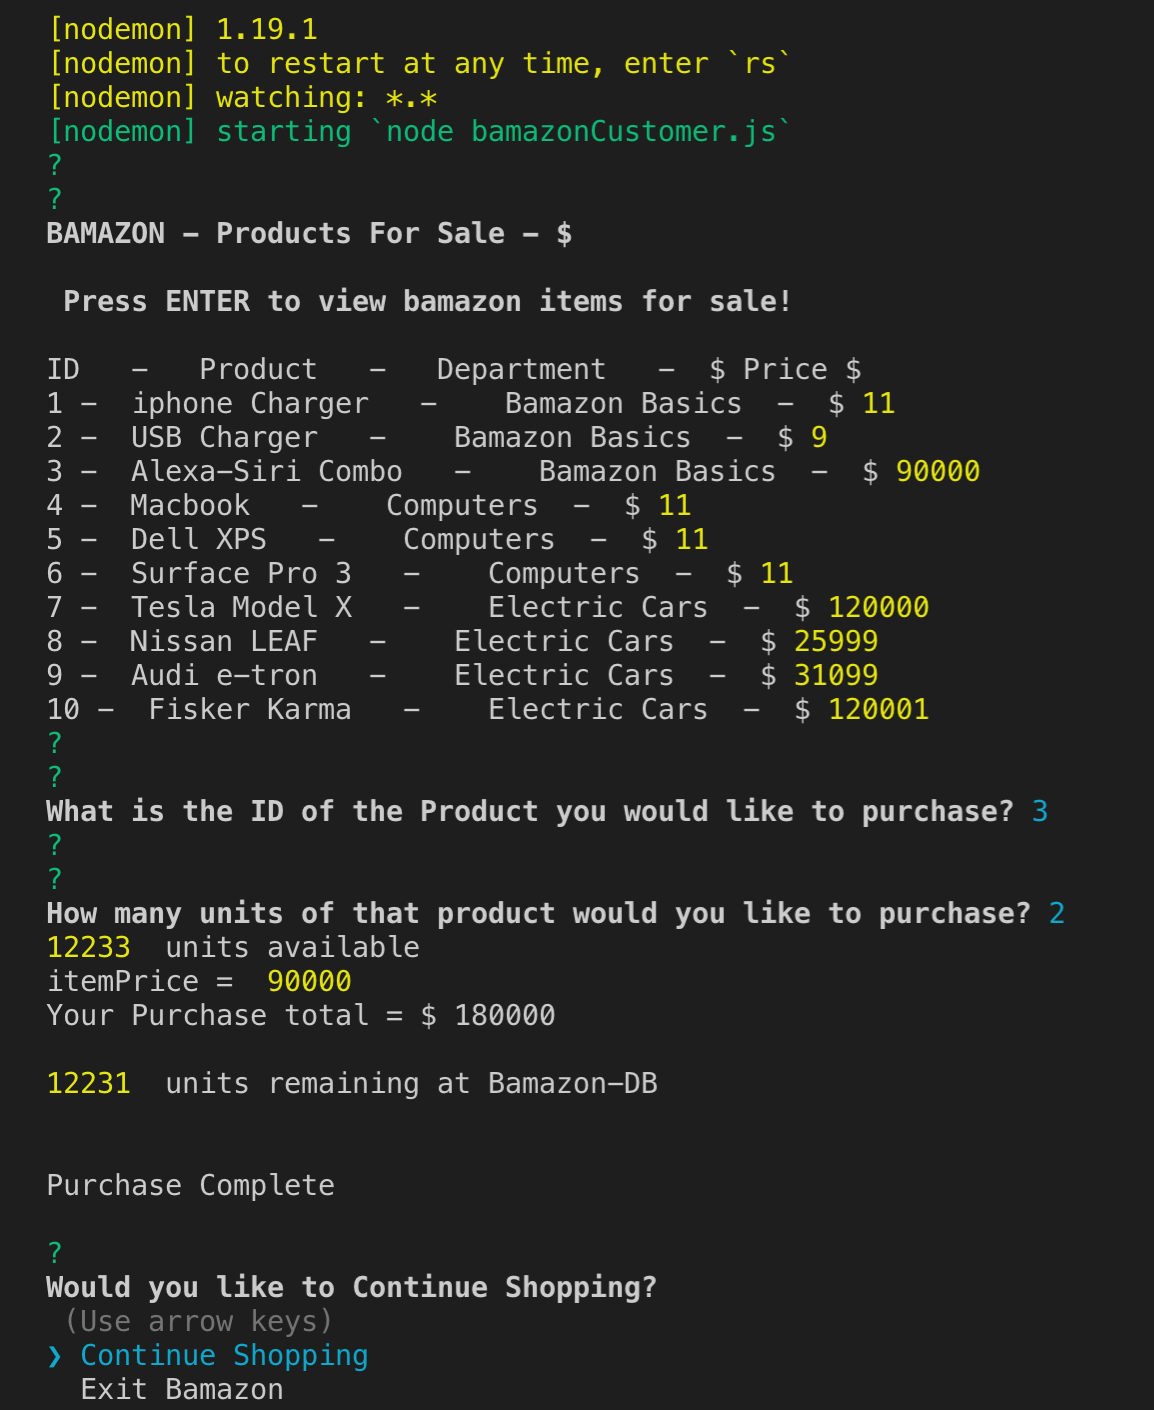 [nodemon] 1.19.1
[nodemon] to restart at any time, enter `rs`
[nodemon] watching: *.*
[nodemon] starting `node bamazonCustomer.js`
?
?
BAMAZON – Products For Sale – $
Press ENTER to view bamazon items for sale!
ID   –   Product   –   Department   –  $ Price $
1 –  iphone Charger   –    Bamazon Basics  –  $ 11
2 –  USB Charger   –    Bamazon Basics  –  $ 9
3 –  Alexa–Siri Combo   –    Bamazon Basics  –  $ 90000
4 –  Macbook   –    Computers  –  $ 11
5 –  Dell XPS   –    Computers  –  $ 11
6 –  Surface Pro 3   –    Computers  –  $ 11
7 –  Tesla Model X   –    Electric Cars  –  $ 120000
8 –  Nissan LEAF   –    Electric Cars  –  $ 25999
9 –  Audi e–tron   –    Electric Cars  –  $ 31099
10 –  Fisker Karma   –    Electric Cars  –  $ 120001
?
?
What is the ID of the Product you would like to purchase? 3
?
?
How many units of that product would you like to purchase? 2
12233  units available
itemPrice =  90000
Your Purchase total = $ 180000
12231  units remaining at Bamazon–DB
Purchase Complete
?
Would you like to Continue Shopping?
(Use arrow keys)
❯ Continue Shopping
Exit Bamazon